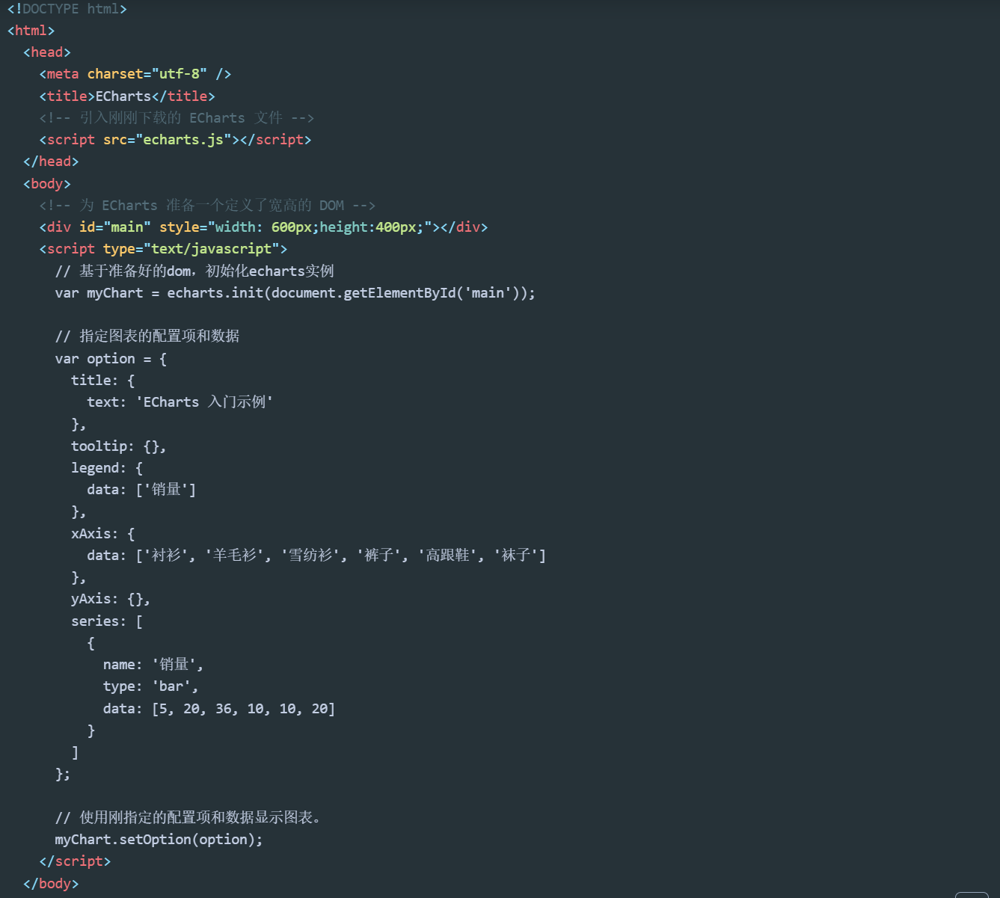 <!DOCTYPE html>
<html>
  <head>
    <meta charset="utf-8" />
    <title>ECharts</title>
    <!-- 引入刚刚下载的 ECharts 文件 -->
    <script src="echarts.js"></script>
  </head>
  <body>
    <!-- 为 ECharts 准备一个定义了宽高的 DOM -->
    <div id="main" style="width: 600px;height:400px;"></div>
    <script type="text/javascript">
      // 基于准备好的dom，初始化echarts实例
      var myChart = echarts.init(document.getElementById('main'));

      // 指定图表的配置项和数据
      var option = {
        title: {
          text: 'ECharts 入门示例'
        },
        tooltip: {},
        legend: {
          data: ['销量']
        },
        xAxis: {
          data: ['衬衫', '羊毛衫', '雪纺衫', '裤子', '高跟鞋', '袜子']
        },
        yAxis: {},
        series: [
          {
            name: '销量',
            type: 'bar',
            data: [5, 20, 36, 10, 10, 20]
          }
        ]
      };

      // 使用刚指定的配置项和数据显示图表。
      myChart.setOption(option);
    </script>
  </body>